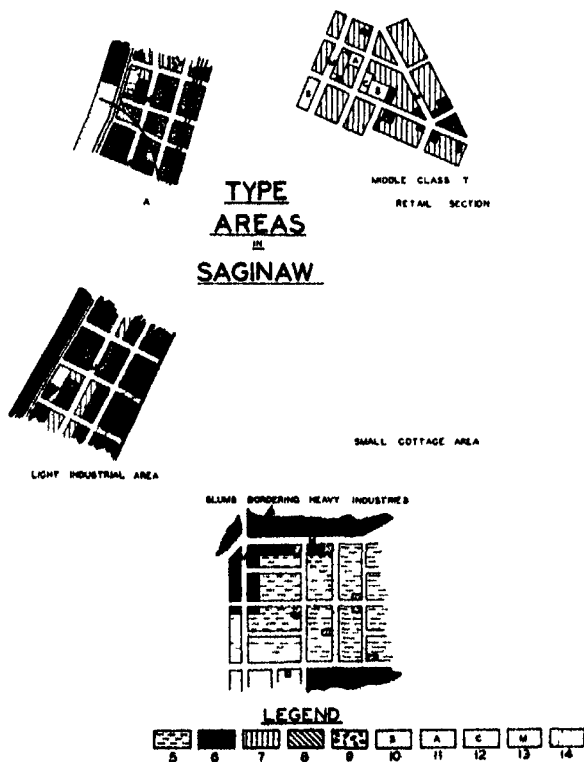 MIDDLE CLASS T
RETAIL SECTION
A
TYPE
AREAS
IN
SAGINAW
SMALL COTTAGE AREA
LIGHT INDUSTRIAL AREA
SLUMS BORDERING HEAVY INDUSTRIES
LEGEND
S A C M
5 6 7 8 9 10 11 12 13 14